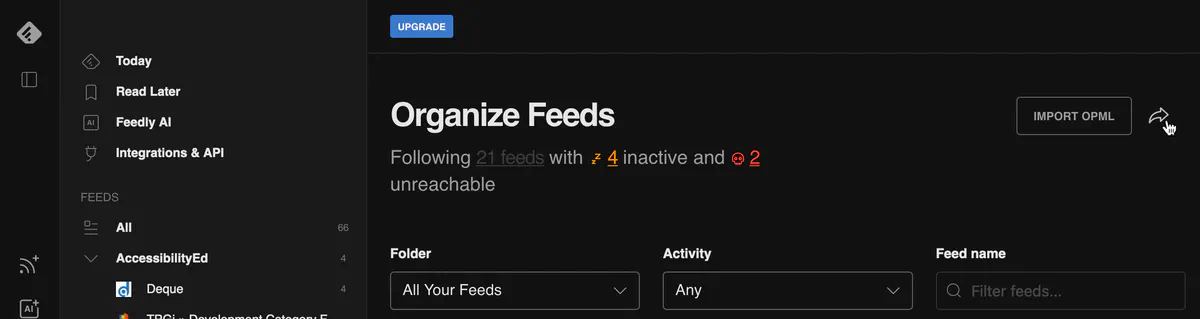 UPGRADE
Today
Read Later
AI Feedly AI
Integrations & API
FEEDS
All 66
AccessibilityEd 4
Deque 4
AI
Organize Feeds
IMPORT OPML
Following 21 feeds with 4 inactive and 2
unreachable
Folder
All Your Feeds
Activity
Any
Feed name
Filter feeds...